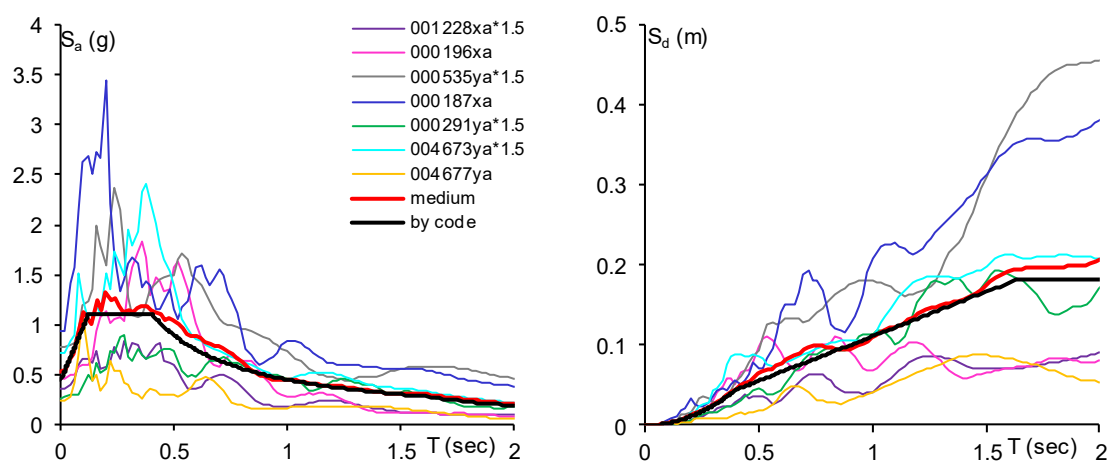 4
3.5
3
2.5
2
1.5
1
0.5
0
S_a (g)
001228xa*1.5
000196xa
000535ya*1.5
000187xa
000291ya*1.5
004673ya*1.5
004677ya
medium
by code
0 0.5 1 1.5 2
T (sec)
0.5
0.4
0.3
0.2
0.1
0
S_d (m)
0 0.5 1 1.5 2
T (sec)